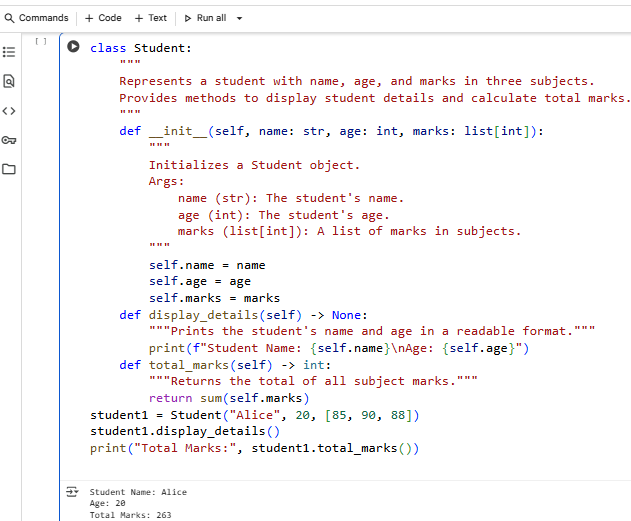 Commands + Code + Text Run all
[ ]
class Student:
    """
    Represents a student with name, age, and marks in three subjects.
    Provides methods to display student details and calculate total marks.
    """
    def __init__(self, name: str, age: int, marks: list[int]):
        """
        Initializes a Student object.
        Args:
            name (str): The student's name.
            age (int): The student's age.
            marks (list[int]): A list of marks in subjects.
        """
        self.name = name
        self.age = age
        self.marks = marks
    def display_details(self) -> None:
        """Prints the student's name and age in a readable format."""
        print(f"Student Name: {self.name}\nAge: {self.age}")
    def total_marks(self) -> int:
        """Returns the total of all subject marks."""
        return sum(self.marks)
student1 = Student("Alice", 20, [85, 90, 88])
student1.display_details()
print("Total Marks:", student1.total_marks())
Student Name: Alice
Age: 20
Total Marks: 263